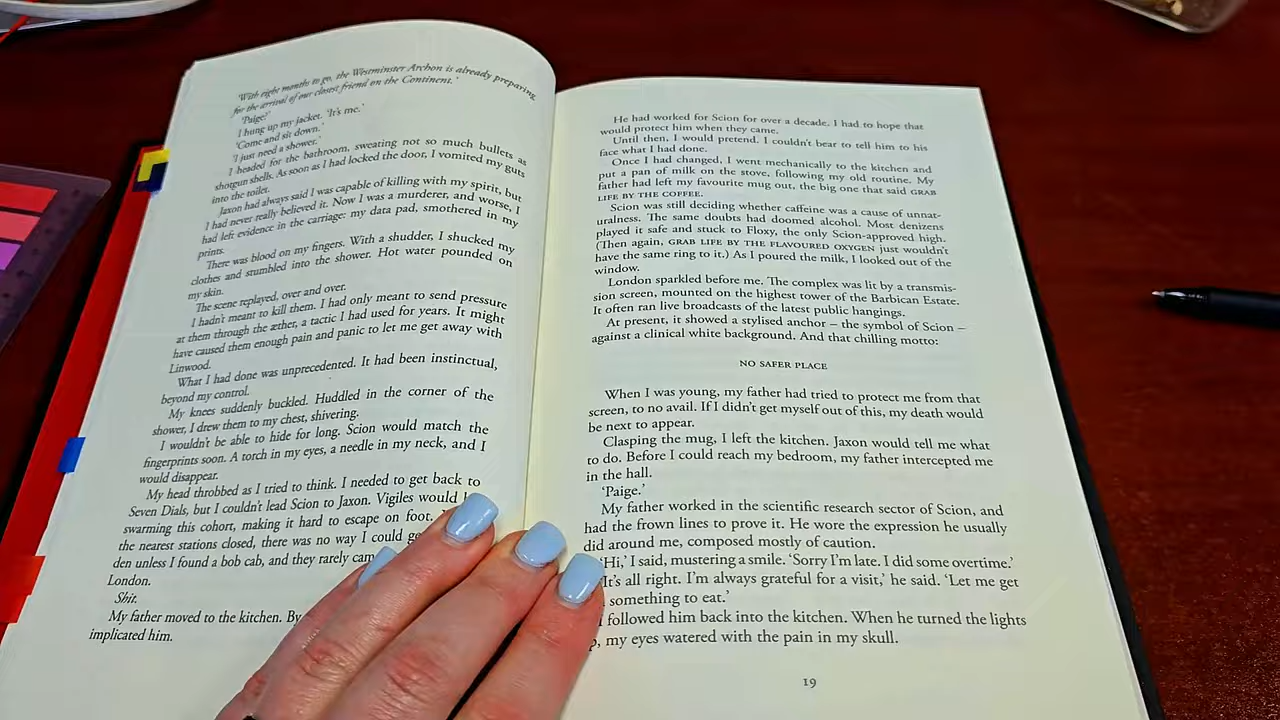 'With eight months to go, the Westminster Archon is already preparing
for the arrival of our closest friend on the Continent.'
'Paige?'
I hung up my jacket. 'It's me.'
'Come and sit down.'
'I just need a shower.'
I headed for the bathroom, sweating not so much bullets as
shotgun shells. As soon as I had locked the door, I vomited my guts
into the toilet.
Jaxon had always said I was capable of killing with my spirit, but
I had never really believed it. Now I was a murderer, and worse, I
had left evidence in the carriage: my data pad, smothered in my
prints.
There was blood on my fingers. With a shudder, I shucked my
clothes and stumbled into the shower. Hot water pounded on
my skin.
The scene replayed, over and over.
I hadn't meant to kill them. I had only meant to send pressure
at them through the æther, a tactic I had used for years. It might
have caused them enough pain and panic to let me get away with
Linwood.
What I had done was unprecedented. It had been instinctual,
beyond my control.
My knees suddenly buckled. Huddled in the corner of the
shower, I drew them to my chest, shivering.
I wouldn't be able to hide for long. Scion would match the
fingerprints soon. A torch in my eyes, a needle in my neck, and I
would disappear.
My head throbbed as I tried to think. I needed to get back to
Seven Dials, but I couldn't lead Scion to Jaxon. Vigiles would
swarming this cohort, making it hard to escape on foot.
the nearest stations closed, there was no way I could
den unless I found a bob cab, and they rarely
London.
Shit.
My father moved to the kitchen. By
implicated him.
He had worked for Scion for over a decade. I had to hope that
would protect him when they came.
Until then, I would pretend. I couldn't bear to tell him to his
face what I had done.
Once I had changed, I went mechanically to the kitchen and
put a pan of milk on the stove, following my old routine. My
father had left my favourite mug out, the big one that said GRAB
LIFE BY THE COFFEE.
Scion was still deciding whether caffeine was a cause of unnat-
uralness. The same doubts had doomed alcohol. Most denizens
played it safe and stuck to Floxy, the only Scion-approved high.
(Then again, GRAB LIFE BY THE FLAVOURED OXYGEN just wouldn't
have the same ring to it.) As I poured the milk, I looked out of the
window.
London sparkled before me. The complex was lit by a transmis-
sion screen, mounted on the highest tower of the Barbican Estate.
It often ran live broadcasts of the latest public hangings.
At present, it showed a stylised anchor – the symbol of Scion –
against a clinical white background. And that chilling motto:
NO SAFER PLACE
When I was young, my father had tried to protect me from that
screen, to no avail. If I didn't get myself out of this, my death would
be next to appear.
Clasping the mug, I left the kitchen. Jaxon would tell me what
to do. Before I could reach my bedroom, my father intercepted me
in the hall.
'Paige.'
My father worked in the scientific research sector of Scion, and
had the frown lines to prove it. He wore the expression he usually
did around me, composed mostly of caution.
'Hi,' I said, mustering a smile. 'Sorry I'm late. I did some overtime.'
It's all right. I'm always grateful for a visit,' he said. 'Let me get
something to eat.'
followed him back into the kitchen. When he turned the lights
my eyes watered with the pain in my skull.
19